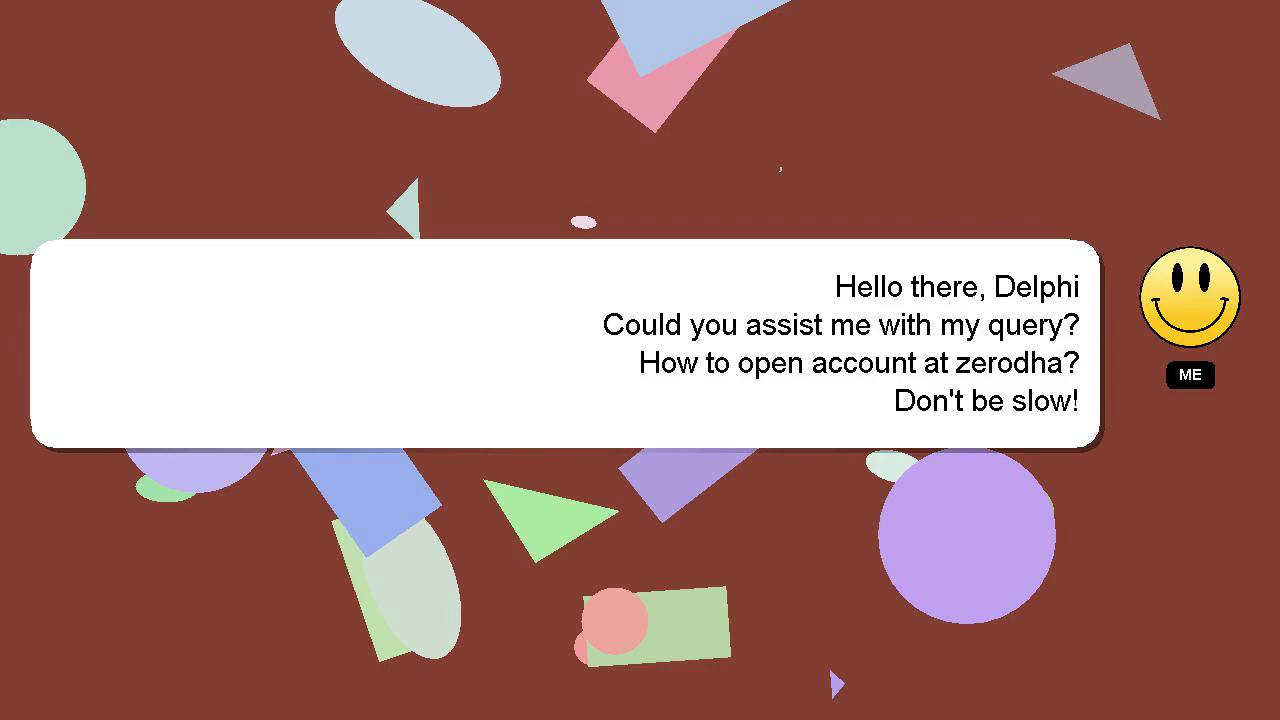 Hello there, Delphi
Could you assist me with my query?
How to open account at zerodha?
Don't be slow!
ME